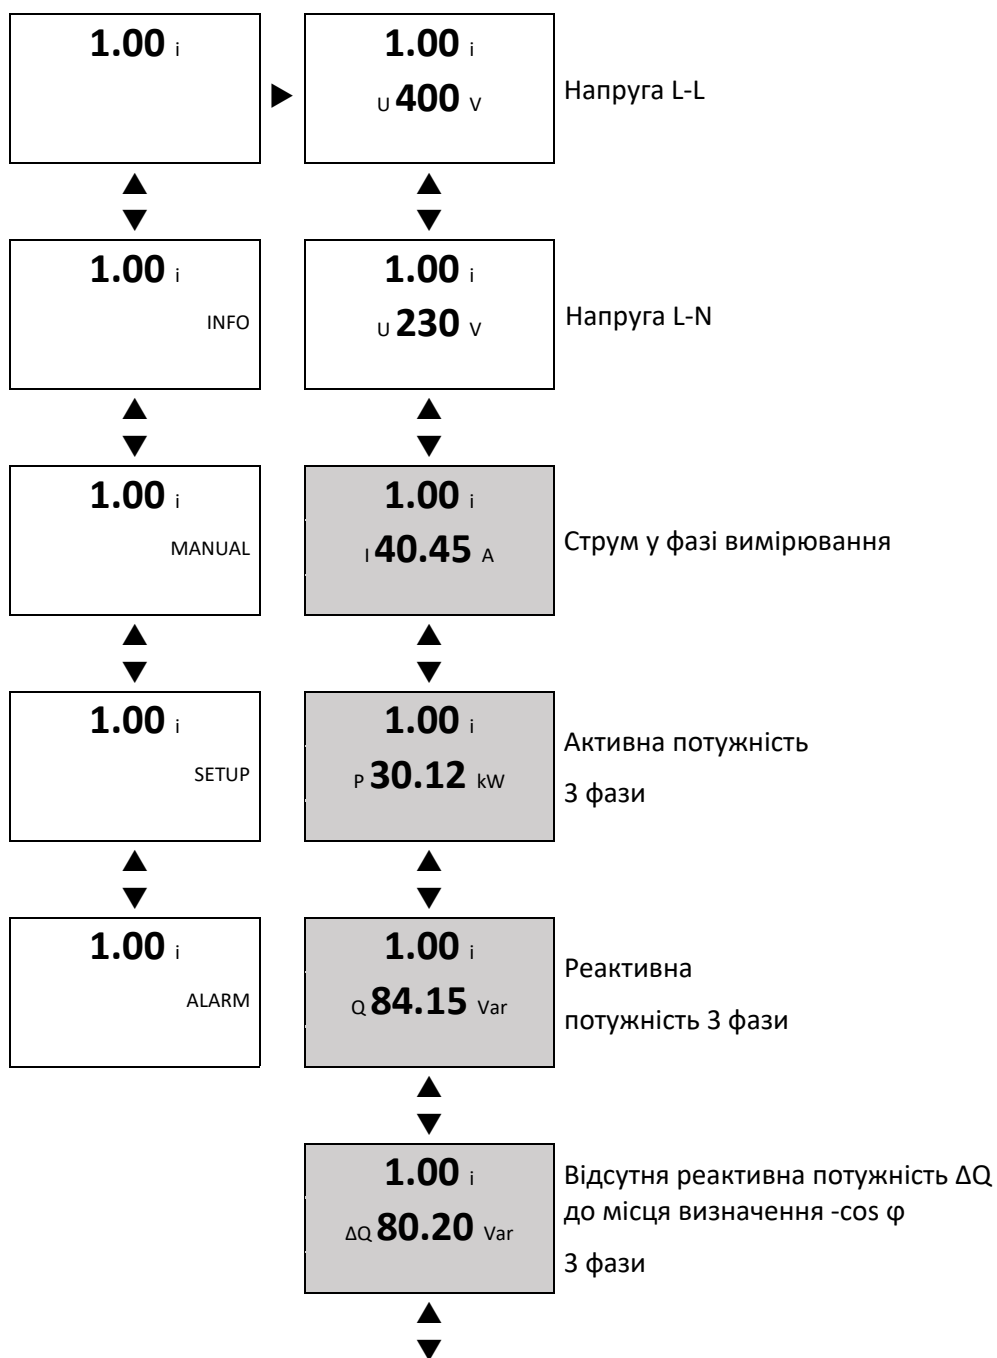 1.00 i
1.00 i
U 400 V
Напруга L-L
1.00 i
INFO
1.00 i
U 230 V
Напруга L-N
1.00 i
MANUAL
1.00 i
I 40.45 A
Струм у фазі вимірювання
1.00 i
SETUP
1.00 i
P 30.12 kW
Активна потужність
3 фази
1.00 i
ALARM
1.00 i
Q 84.15 Var
Реактивна
потужність 3 фази
1.00 i
ΔQ 80.20 Var
Відсутня реактивна потужність ΔQ
до місця визначення -cos φ
3 фази